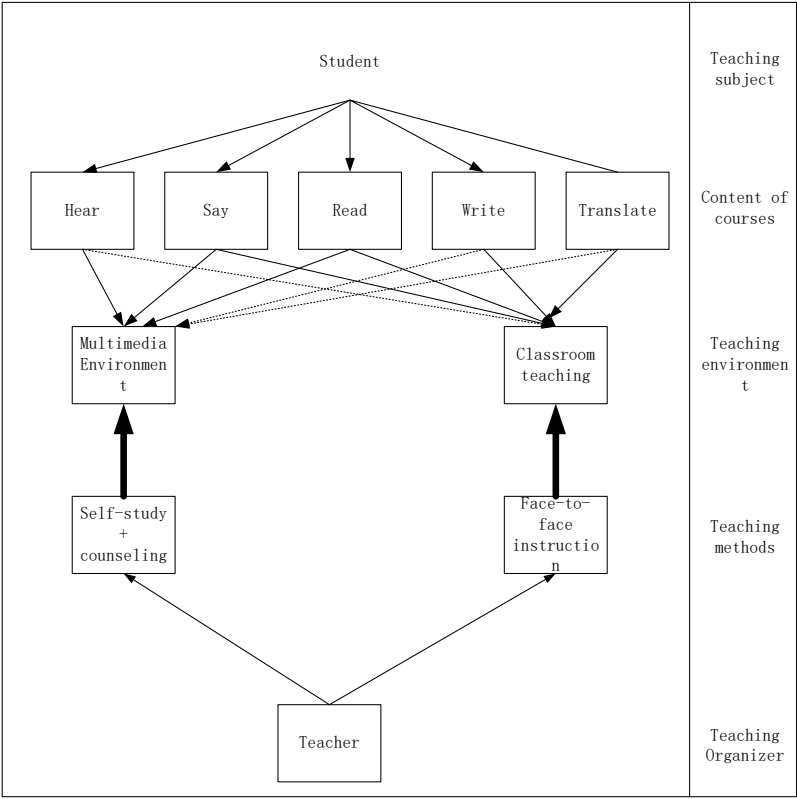 Student
Teaching
subject
Hear
Say
Read
Write
Translate
Content of
courses
Multimedia
Environmen
t
Classroom
teaching
Teaching
environmen
t
Self-study
+
counseling
Face-to-
face
instructio
n
Teaching
methods
Teacher
Teaching
Organizer